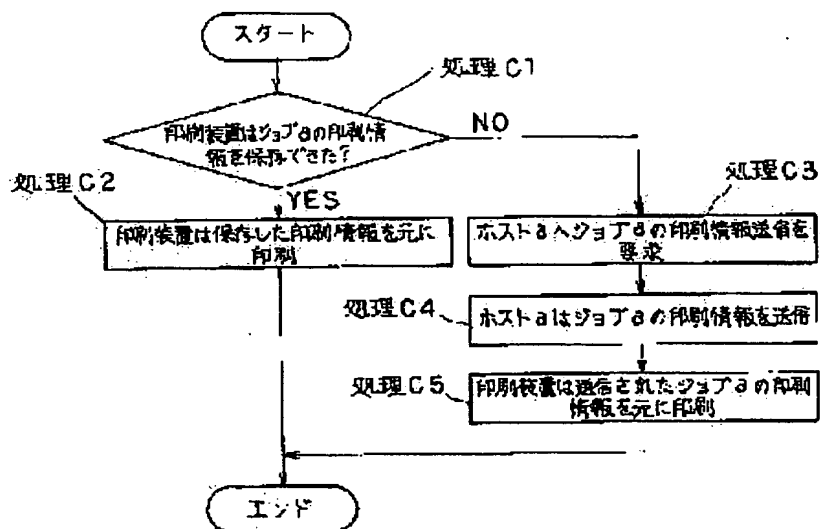 スタート
処理C1
印刷装置はジョブaの印刷情
報を保存できた?
NO
処理C2
YES
処理C3
印刷装置は保存した印刷情報を元に
印刷
ホストaへジョブaの印刷情報送信を
要求
処理C4
ホストaはジョブaの印刷情報を送信
処理C5
印刷装置は送信されたジョブaの印刷
情報を元に印刷
エンド